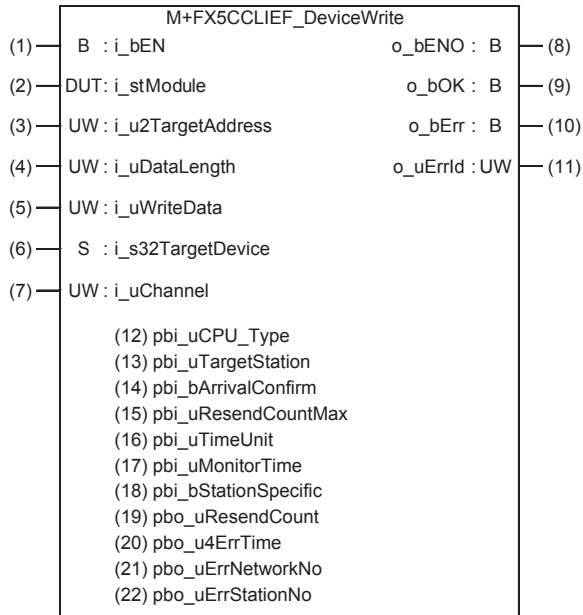 M+FX5CCLIEF_DeviceWrite
(1) B : i_bEN o_bENO : B (8)
(2) DUT: i_stModule o_bOK : B (9)
(3) UW : i_u2TargetAddress o_bErr : B (10)
(4) UW : i_uDataLength o_uErrId : UW (11)
(5) UW : i_uWriteData
(6) S : i_s32TargetDevice
(7) UW : i_uChannel
(12) pbi_uCPU_Type
(13) pbi_uTargetStation
(14) pbi_bArrivalConfirm
(15) pbi_uResendCountMax
(16) pbi_uTimeUnit
(17) pbi_uMonitorTime
(18) pbi_bStationSpecific
(19) pbo_uResendCount
(20) pbo_u4ErrTime
(21) pbo_uErrNetworkNo
(22) pbo_uErrStationNo